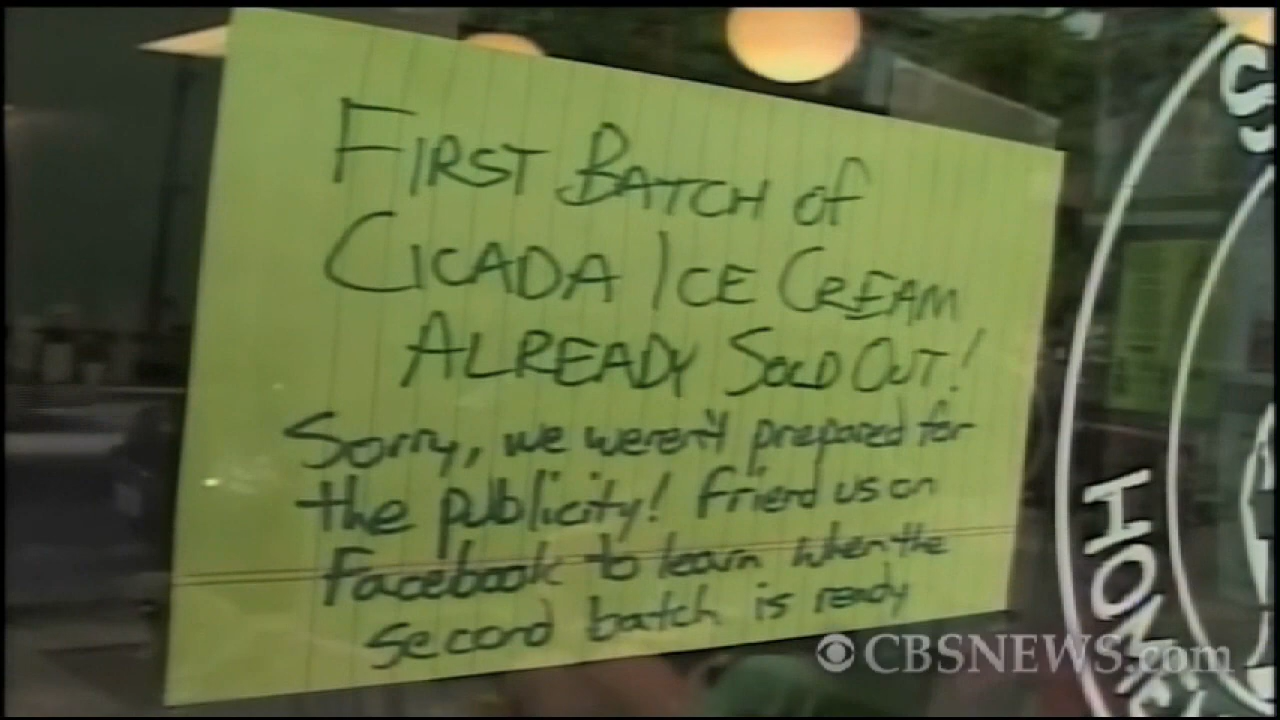 FIRST BATCH of
CICADA ICE CREAM
ALREADY SOLD OUT!
Sorry, we weren't prepared for
the publicity! Friend us on
Facebook to learn when the
second batch is ready
CBSNEWS.com